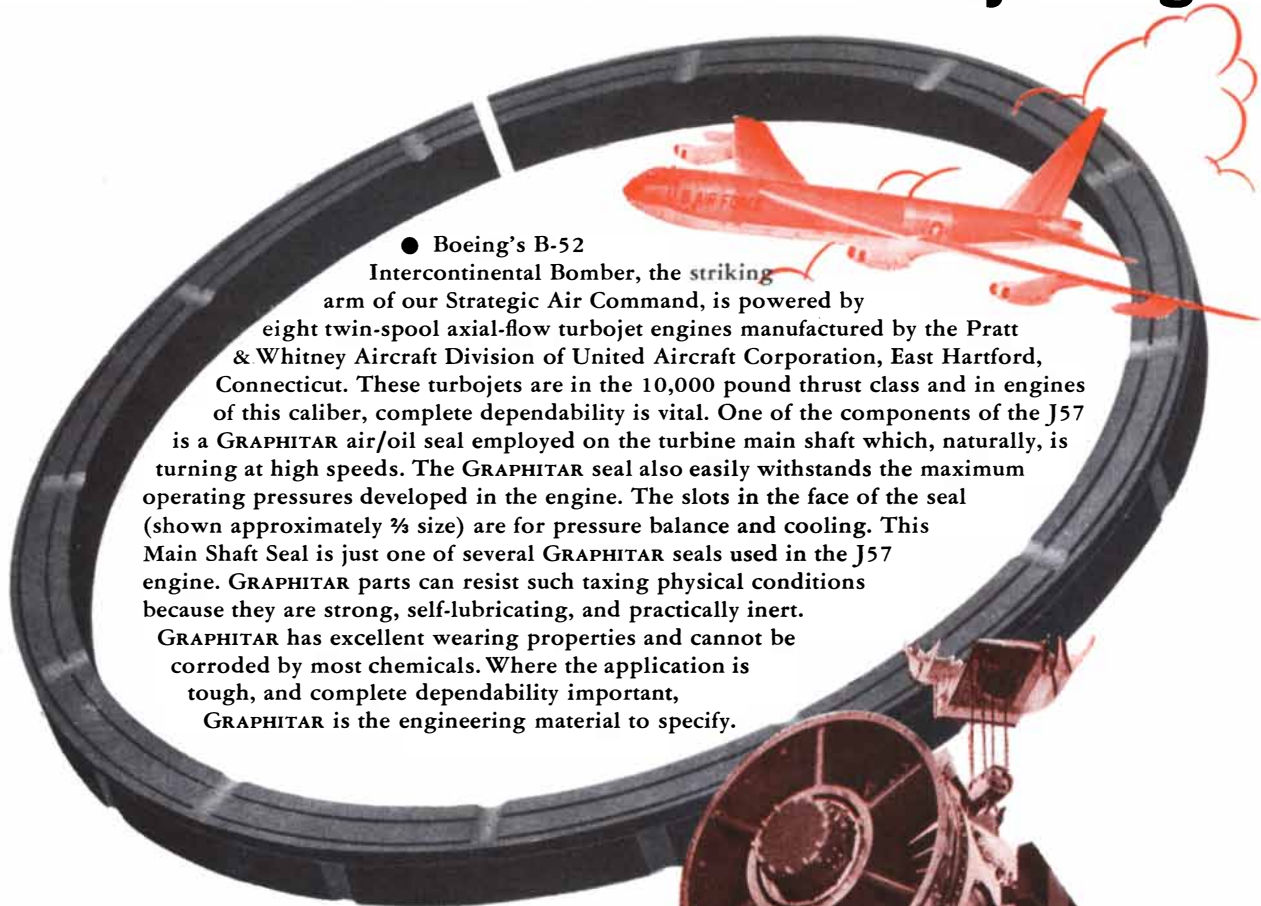 ● Boeing's B-52
Intercontinental Bomber, the striking
arm of our Strategic Air Command, is powered by
eight twin-spool axial-flow turbojet engines manufactured by the Pratt
& Whitney Aircraft Division of United Aircraft Corporation, East Hartford,
Connecticut. These turbojets are in the 10,000 pound thrust class and in engines
of this caliber, complete dependability is vital. One of the components of the J57
is a GRAPHITAR air/oil seal employed on the turbine main shaft which, naturally, is
turning at high speeds. The GRAPHITAR seal also easily withstands the maximum
operating pressures developed in the engine. The slots in the face of the seal
(shown approximately ⅔ size) are for pressure balance and cooling. This
Main Shaft Seal is just one of several GRAPHITAR seals used in the J57
engine. GRAPHITAR parts can resist such taxing physical conditions
because they are strong, self-lubricating, and practically inert.
GRAPHITAR has excellent wearing properties and cannot be
corroded by most chemicals. Where the application is
tough, and complete dependability important,
GRAPHITAR is the engineering material to specify.
U.S. AIR FORCE